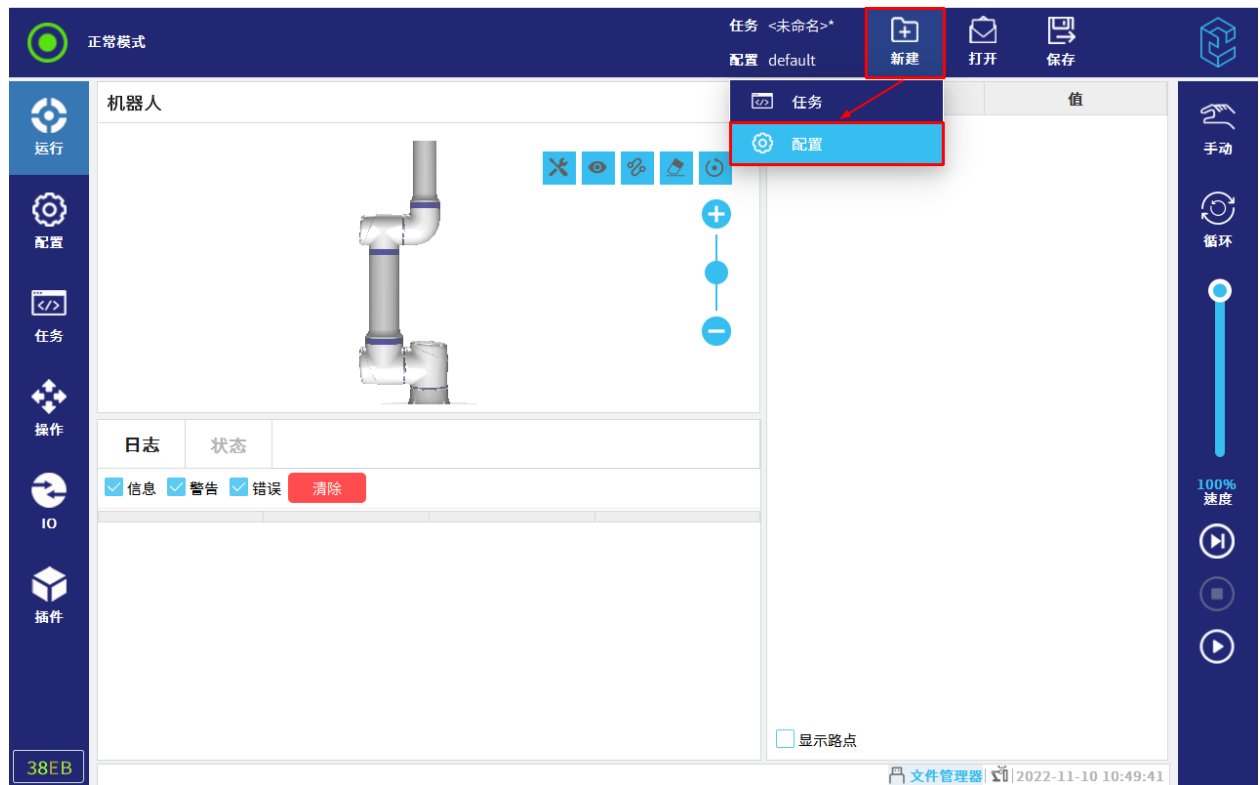 正常模式
任务 <未命名>*
配置 default
新建
打开
保存
运行
配置
任务
操作
IO
插件
38EB
机器人
任务
配置
值
日志 状态
信息 警告 错误 清除
显示路点
文件管理器 2022-11-10 10:49:41
手动
循环
100%
速度